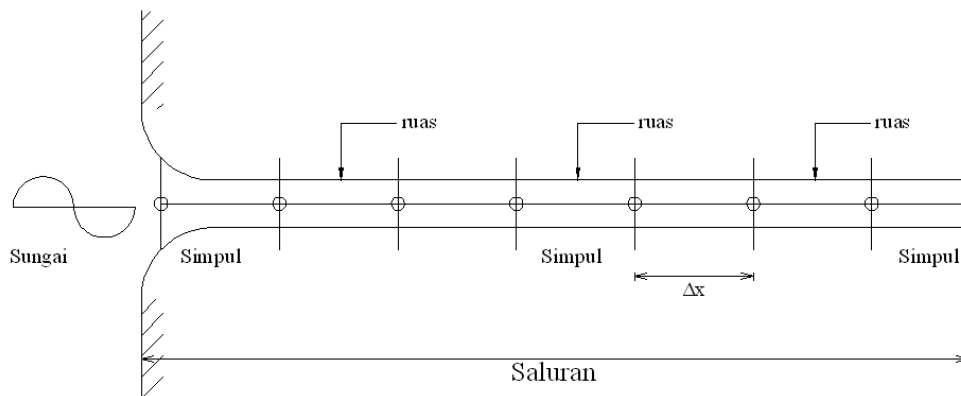 ruas
ruas
ruas
Sungai
Simpul
Simpul
Simpul
Δx
Saluran